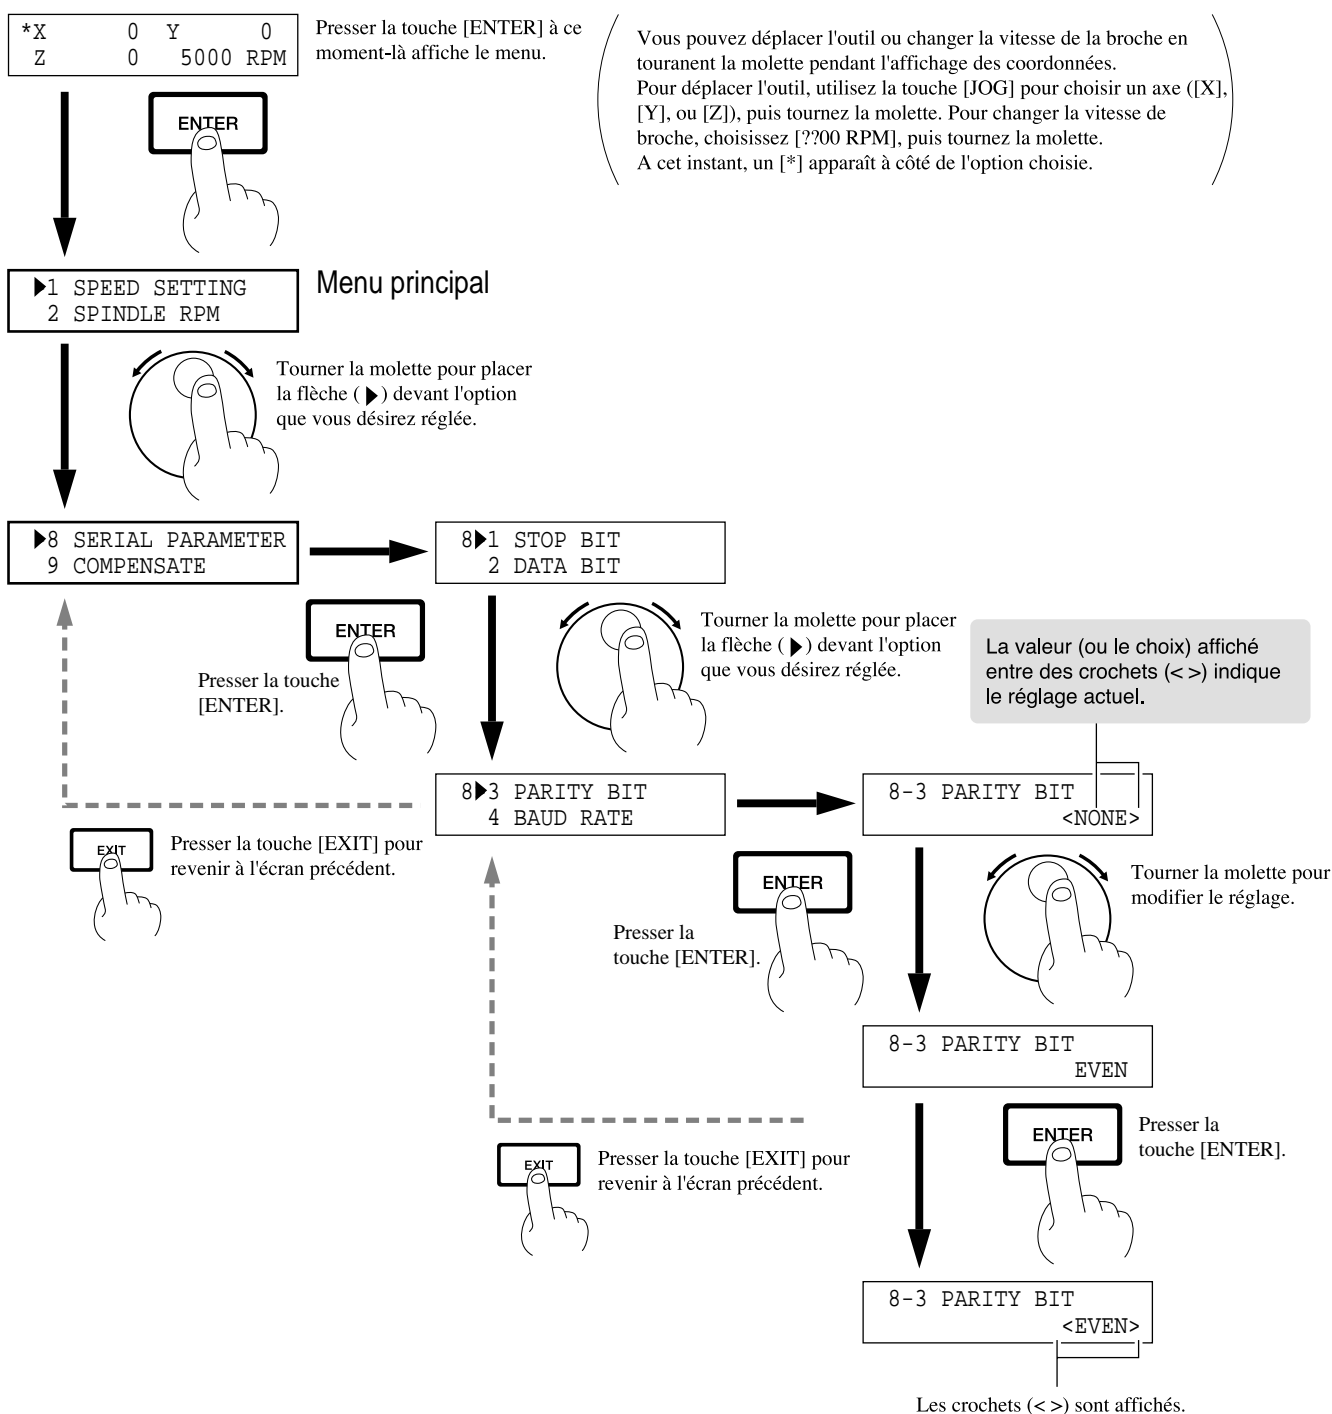 *X 0 Y 0
Z 0 5000 RPM
Presser la touche [ENTER] à ce
moment-là affiche le menu.
Vous pouvez déplacer l'outil ou changer la vitesse de la broche en
touranent la molette pendant l'affichage des coordonnées.
Pour déplacer l'outil, utilisez la touche [JOG] pour choisir un axe ([X],
[Y], ou [Z]), puis tournez la molette. Pour changer la vitesse de
broche, choisissez [??00 RPM], puis tournez la molette.
A cet instant, un [*] apparaît à côté de l'option choisie.
ENTER
▶1 SPEED SETTING
2 SPINDLE RPM
Menu principal
Tourner la molette pour placer
la flèche ( ▶ ) devant l'option
que vous désirez réglée.
▶8 SERIAL PARAMETER
9 COMPENSATE
8▶1 STOP BIT
2 DATA BIT
ENTER
Presser la touche
[ENTER].
Tourner la molette pour placer
la flèche ( ▶ ) devant l'option
que vous désirez réglée.
La valeur (ou le choix) affiché
entre des crochets (< >) indique
le réglage actuel.
8▶3 PARITY BIT
4 BAUD RATE
8-3 PARITY BIT
<NONE>
EXIT
Presser la touche [EXIT] pour
revenir à l'écran précédent.
ENTER
Presser la
touche [ENTER].
Tourner la molette pour
modifier le réglage.
8-3 PARITY BIT
EVEN
EXIT
Presser la touche [EXIT] pour
revenir à l'écran précédent.
ENTER
Presser la
touche [ENTER].
8-3 PARITY BIT
<EVEN>
Les crochets (< >) sont affichés.